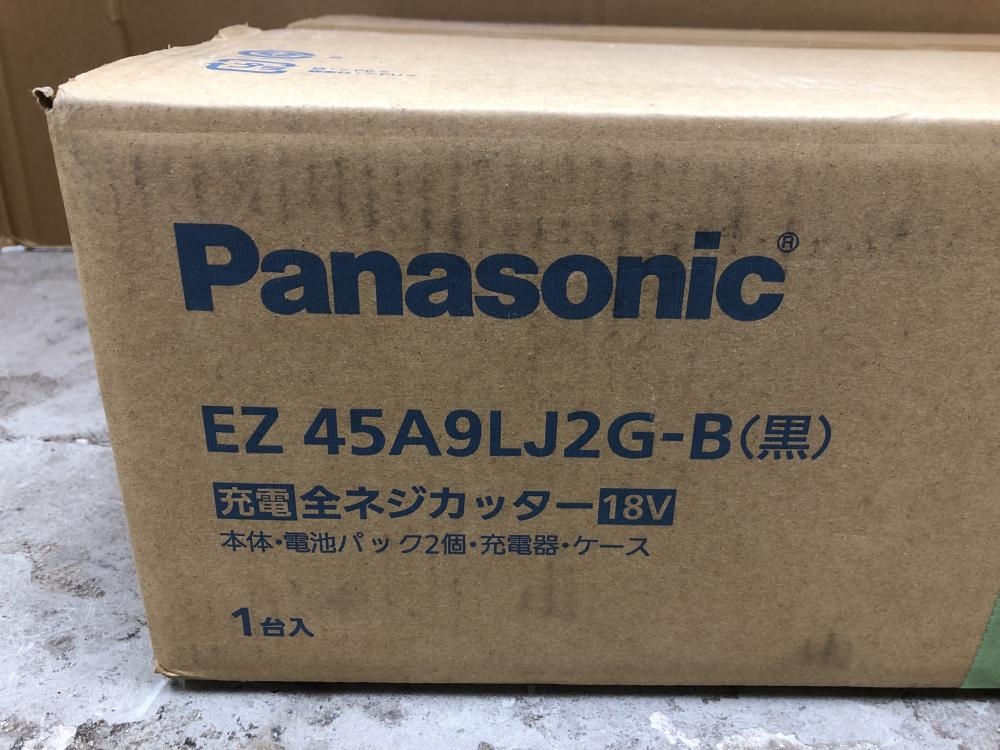 Panasonic®
EZ 45A9LJ2G-B(黒)
充電全ネジカッター18V
本体・電池パック2個・充電器・ケース
1台入